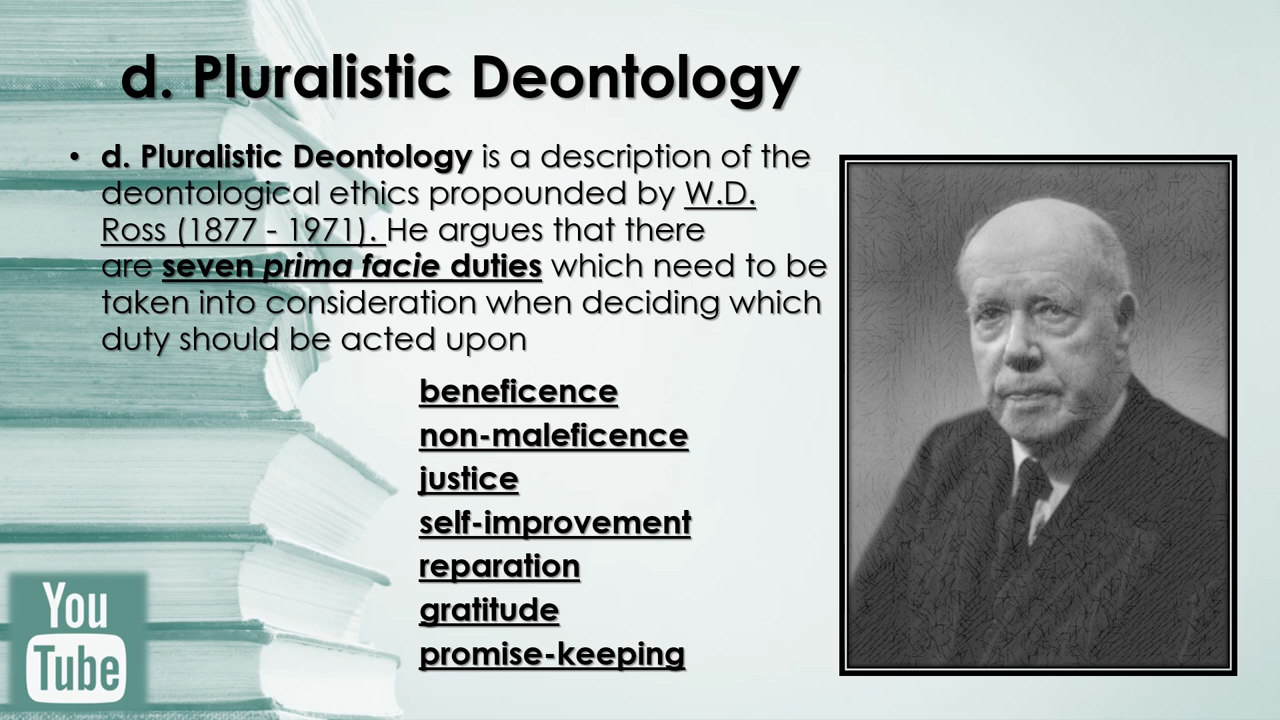 d. Pluralistic Deontology
• d. Pluralistic Deontology is a description of the
deontological ethics propounded by W.D.
Ross (1877 - 1971). He argues that there
are seven prima facie duties which need to be
taken into consideration when deciding which
duty should be acted upon
beneficence
non-maleficence
justice
self-improvement
reparation
gratitude
promise-keeping
You
Tube